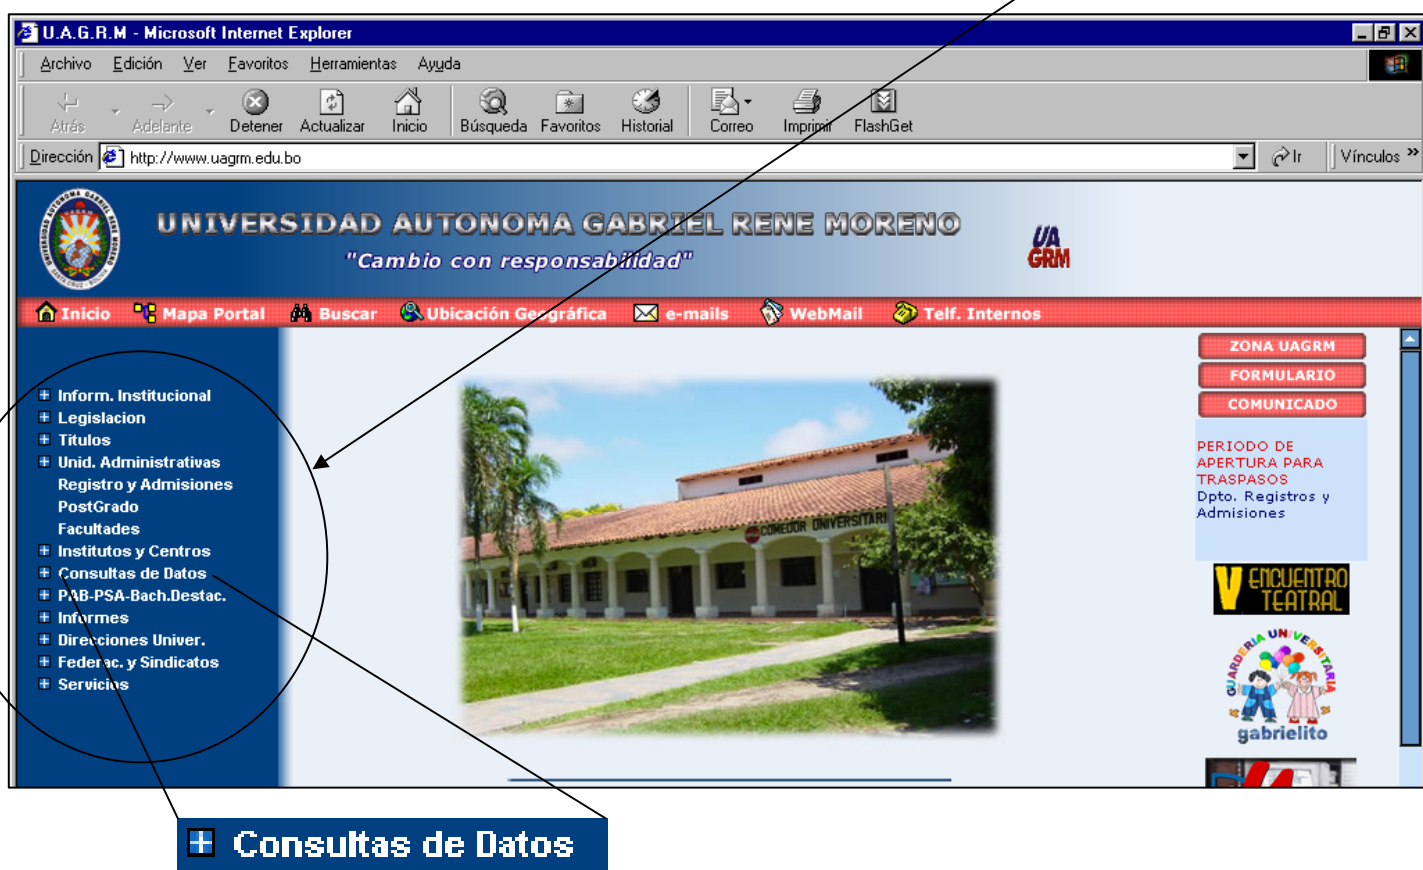 U.A.G.R.M - Microsoft Internet Explorer
Archivo Edición Ver Favoritos Herramientas Ayuda
Atrás Adelante Detener Actualizar Inicio Búsqueda Favoritos Historial Correo Imprimir FlashGet
Dirección http://www.uagrm.edu.bo Ir Vínculos »
UNIVERSIDAD AUTONOMA GABRIEL RENE MORENO
"Cambio con responsabilidad"
UA
GRM
Inicio Mapa Portal Buscar Ubicación Geográfica e-mails WebMail Telf. Internos
Inform. Institucional
Legislacion
Titulos
Unid. Administrativas
Registro y Admisiones
PostGrado
Facultades
Institutos y Centros
Consultas de Datos
PAB-PSA-Bach.Destac.
Informes
Direcciones Univer.
Federac. y Sindicatos
Servicios
COMEDOR UNIVERSITARI
ZONA UAGRM
FORMULARIO
COMUNICADO
PERIODO DE
APERTURA PARA
TRASPASOS
Dpto. Registros y
Admisiones
V ENCUENTRO
TEATRAL
GUARDERIA UNIVERSITARIA
gabrielito
Consultas de Datos